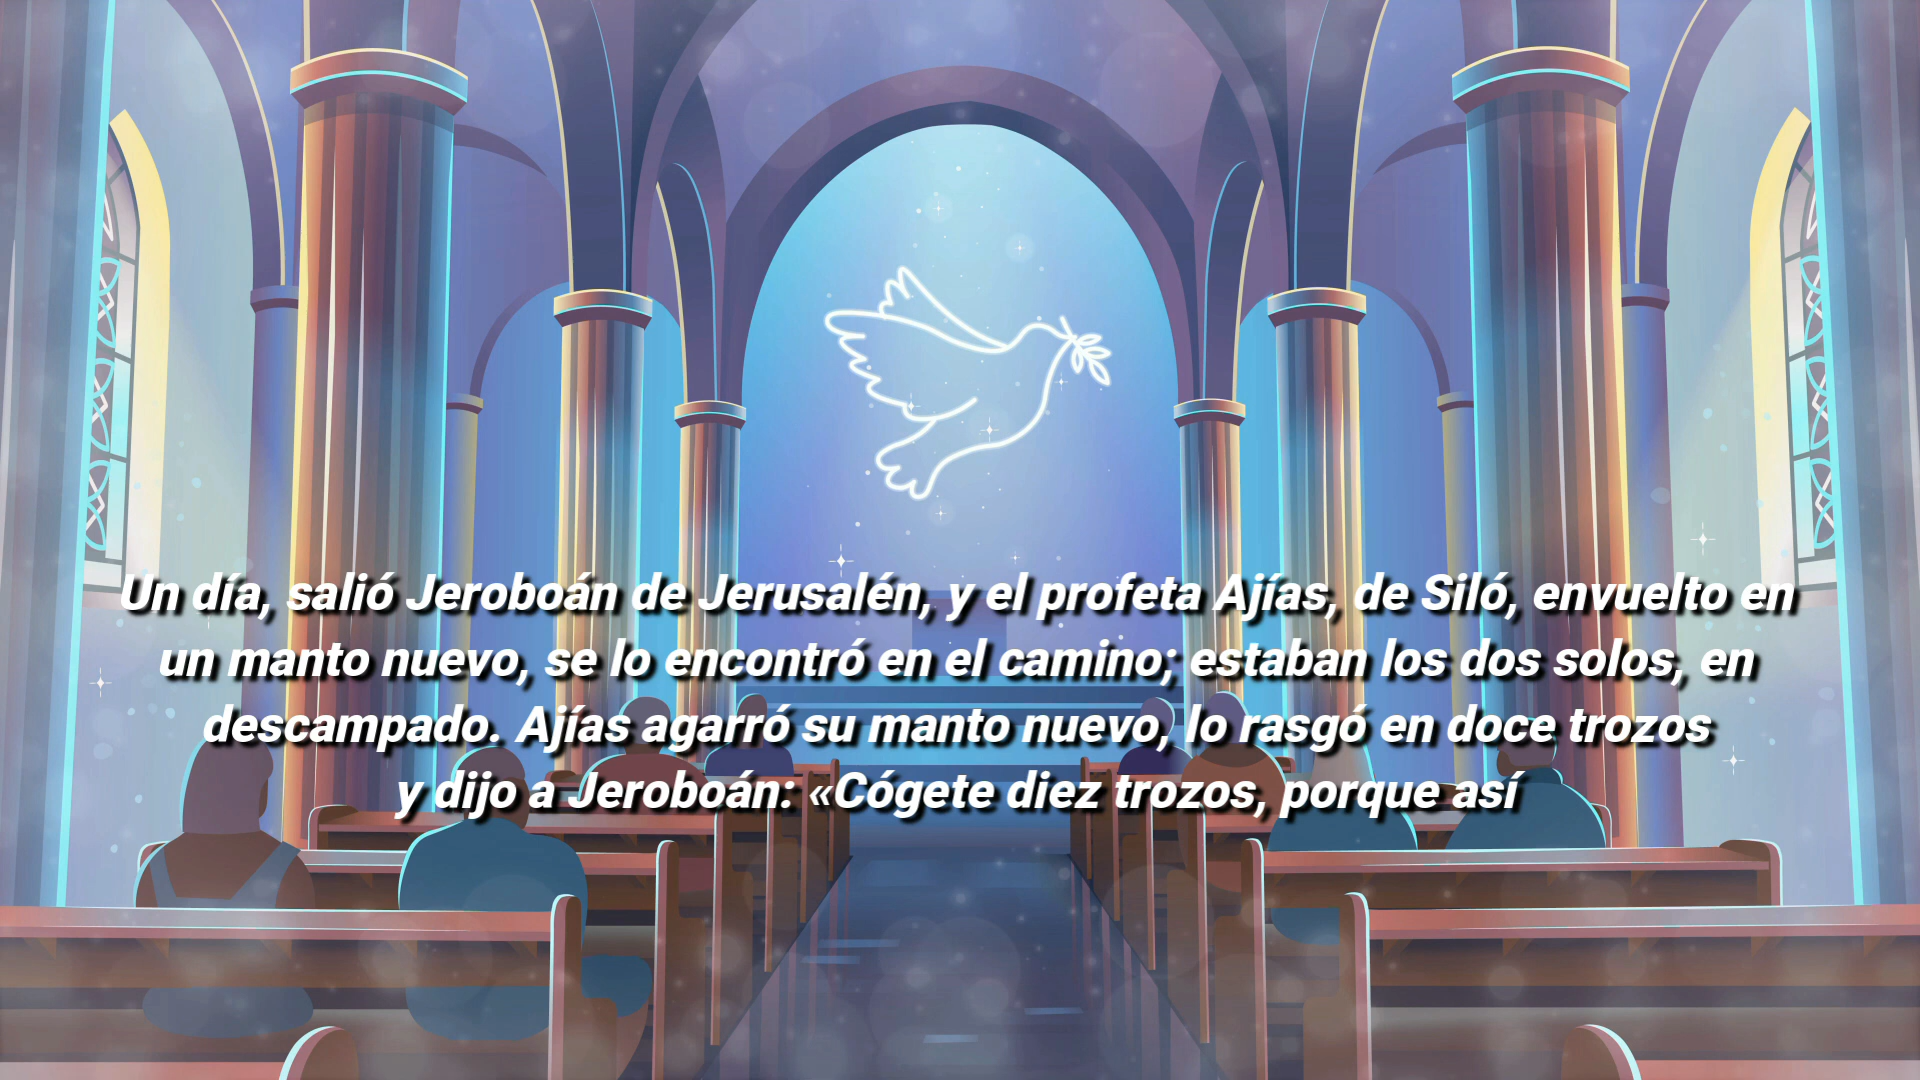 Un día, salió Jeroboán de Jerusalén, y el profeta Ajías, de Siló, envuelto en
un manto nuevo, se lo encontró en el camino; estaban los dos solos, en
descampado. Ajías agarró su manto nuevo, lo rasgó en doce trozos
y dijo a Jeroboán: «Cógete diez trozos, porque así